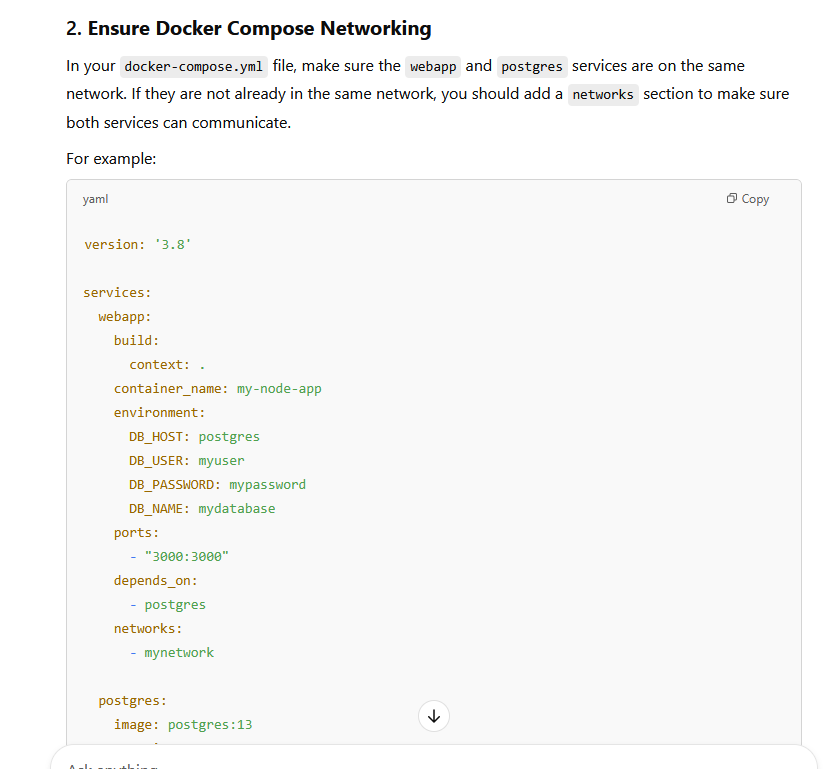 2. Ensure Docker Compose Networking
In your docker-compose.yml file, make sure the webapp and postgres services are on the same
network. If they are not already in the same network, you should add a networks section to make sure
both services can communicate.
For example:
yaml
Copy
version: '3.8'
services:
  webapp:
    build:
      context: .
    container_name: my-node-app
    environment:
      DB_HOST: postgres
      DB_USER: myuser
      DB_PASSWORD: mypassword
      DB_NAME: mydatabase
    ports:
      - "3000:3000"
    depends_on:
      - postgres
    networks:
      - mynetwork
  postgres:
    image: postgres:13
Ask anything